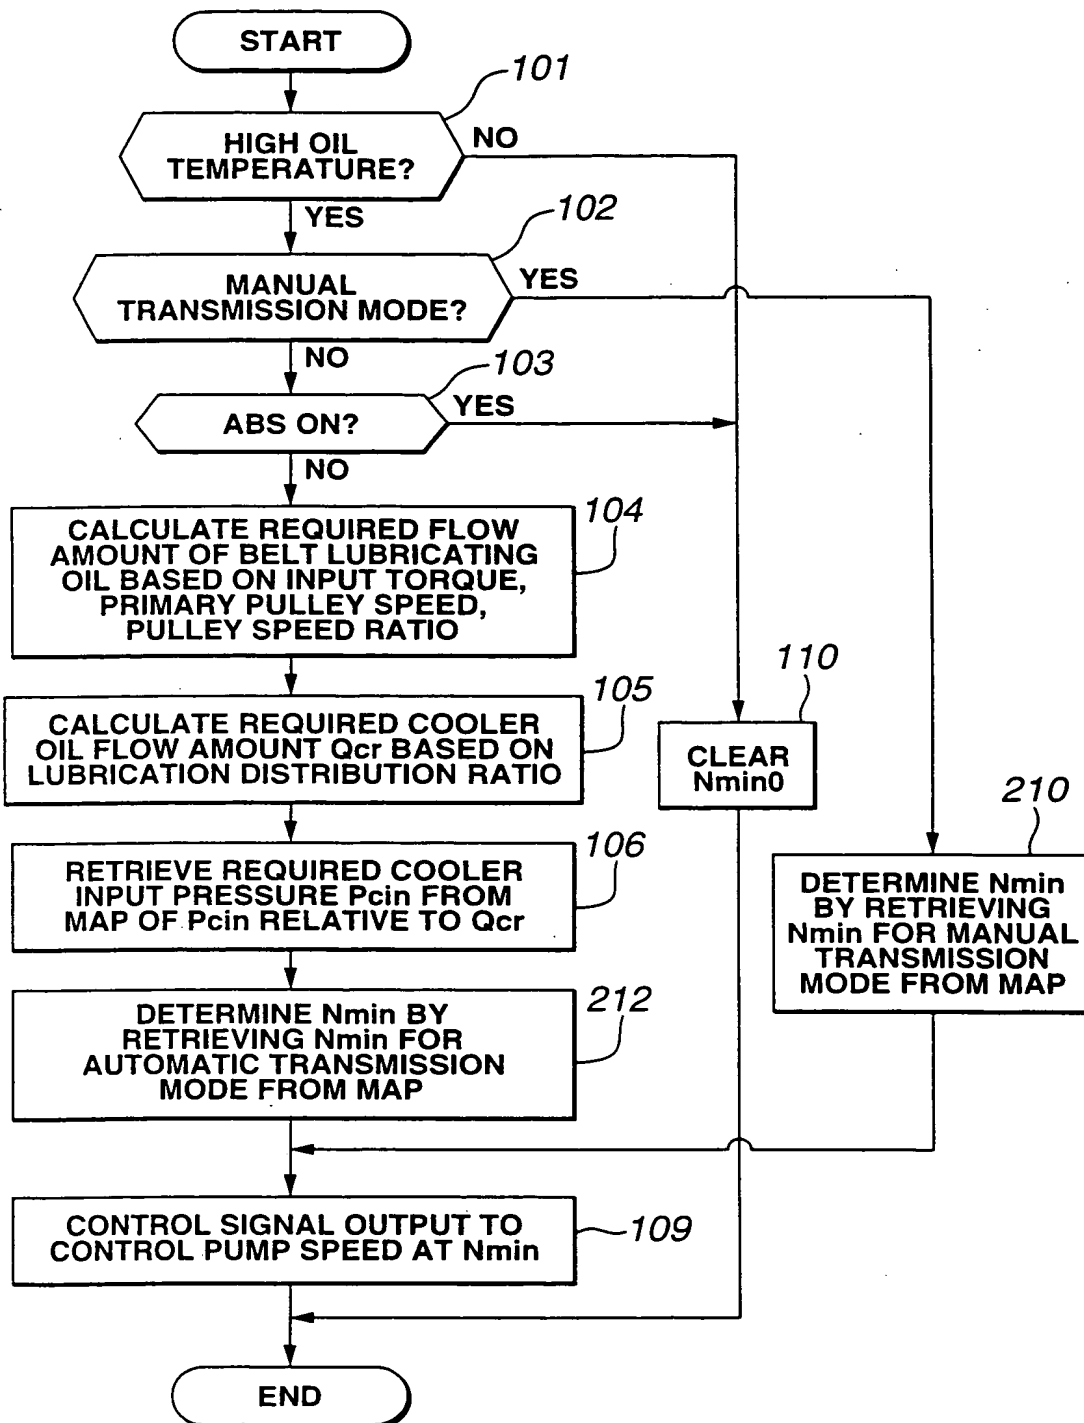 START
101
HIGH OIL
TEMPERATURE?
NO
YES
102
MANUAL
TRANSMISSION MODE?
YES
NO
103
ABS ON?
YES
NO
104
CALCULATE REQUIRED FLOW
AMOUNT OF BELT LUBRICATING
OIL BASED ON INPUT TORQUE,
PRIMARY PULLEY SPEED,
PULLEY SPEED RATIO
105
CALCULATE REQUIRED COOLER
OIL FLOW AMOUNT Qcr BASED ON
LUBRICATION DISTRIBUTION RATIO
110
CLEAR
Nmin0
106
RETRIEVE REQUIRED COOLER
INPUT PRESSURE Pcin FROM
MAP OF Pcin RELATIVE TO Qcr
210
DETERMINE Nmin
BY RETRIEVING
Nmin FOR MANUAL
TRANSMISSION
MODE FROM MAP
212
DETERMINE Nmin BY
RETRIEVING Nmin FOR
AUTOMATIC TRANSMISSION
MODE FROM MAP
CONTROL SIGNAL OUTPUT TO
CONTROL PUMP SPEED AT Nmin
109
END